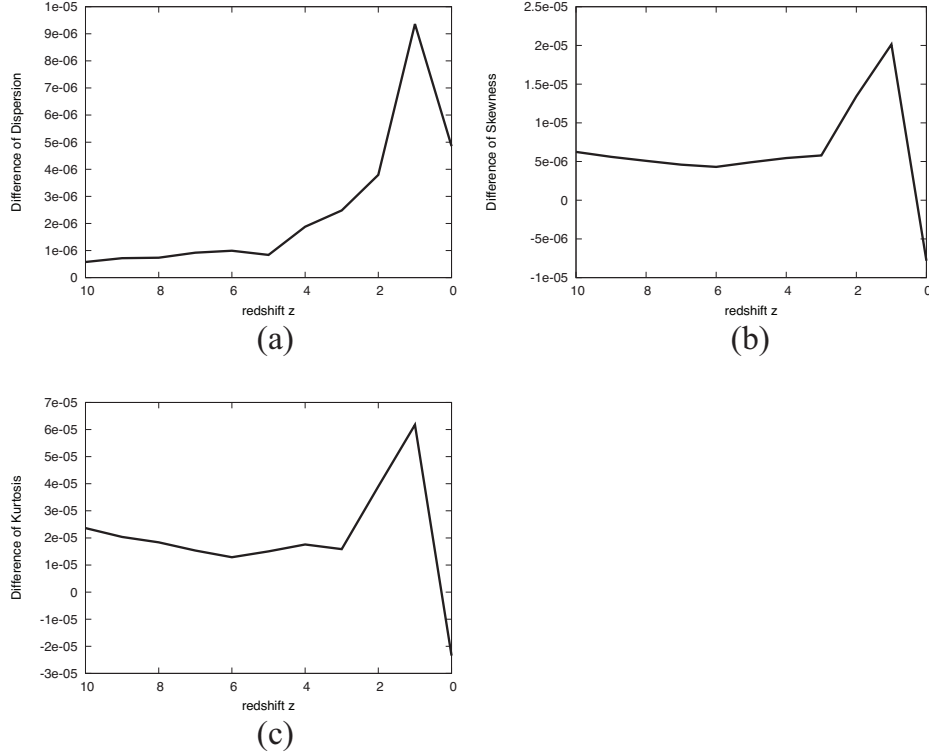 1e-05
9e-06
8e-06
7e-06
6e-06
5e-06
4e-06
3e-06
2e-06
1e-06
0
Difference of Dispersion
10 8 6 4 2 0
redshift z
(a)
2.5e-05
2e-05
1.5e-05
1e-05
5e-06
0
-5e-06
-1e-05
Difference of Skewness
10 8 6 4 2 0
redshift z
(b)
7e-05
6e-05
5e-05
4e-05
3e-05
2e-05
1e-05
0
-1e-05
-2e-05
-3e-05
Difference of Kurtosis
10 8 6 4 2 0
redshift z
(c)